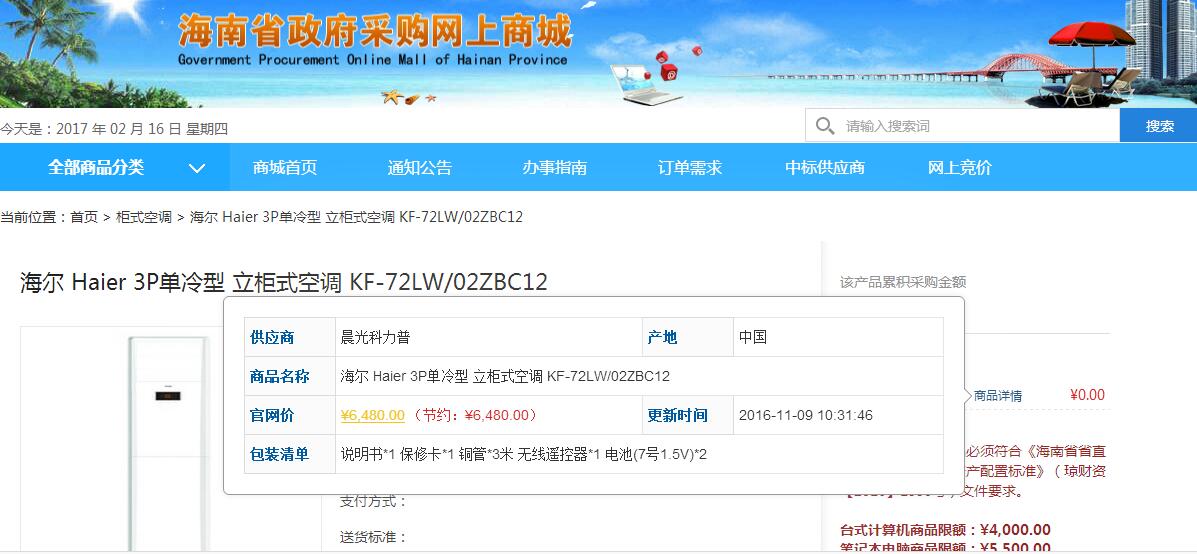 海南省政府采购网上商城
Government Procurement Online Mall of Hainan Province
今天是：2017 年 02 月 16 日 星期四
请输入搜索词
搜索
全部商品分类 商城首页 通知公告 办事指南 订单需求 中标供应商 网上竞价
当前位置：首页 > 柜式空调 > 海尔 Haier 3P单冷型 立柜式空调 KF-72LW/02ZBC12
海尔 Haier 3P单冷型 立柜式空调 KF-72LW/02ZBC12
该产品累积采购金额
供应商 晨光科力普 产地 中国
商品名称 海尔 Haier 3P单冷型 立柜式空调 KF-72LW/02ZBC12
官网价 ¥6,480.00 （节约：¥6,480.00） 更新时间 2016-11-09 10:31:46
包装清单 说明书*1 保修卡*1 铜管*3米 无线遥控器*1 电池(7号1.5V)*2
商品详情 ¥0.00
必须符合《海南省省直
产配置标准》（琼财资
文件要求。
支付方式：
送货标准：
台式计算机商品限额：¥4,000.00
笔记本电脑商品限额：¥5,500.00